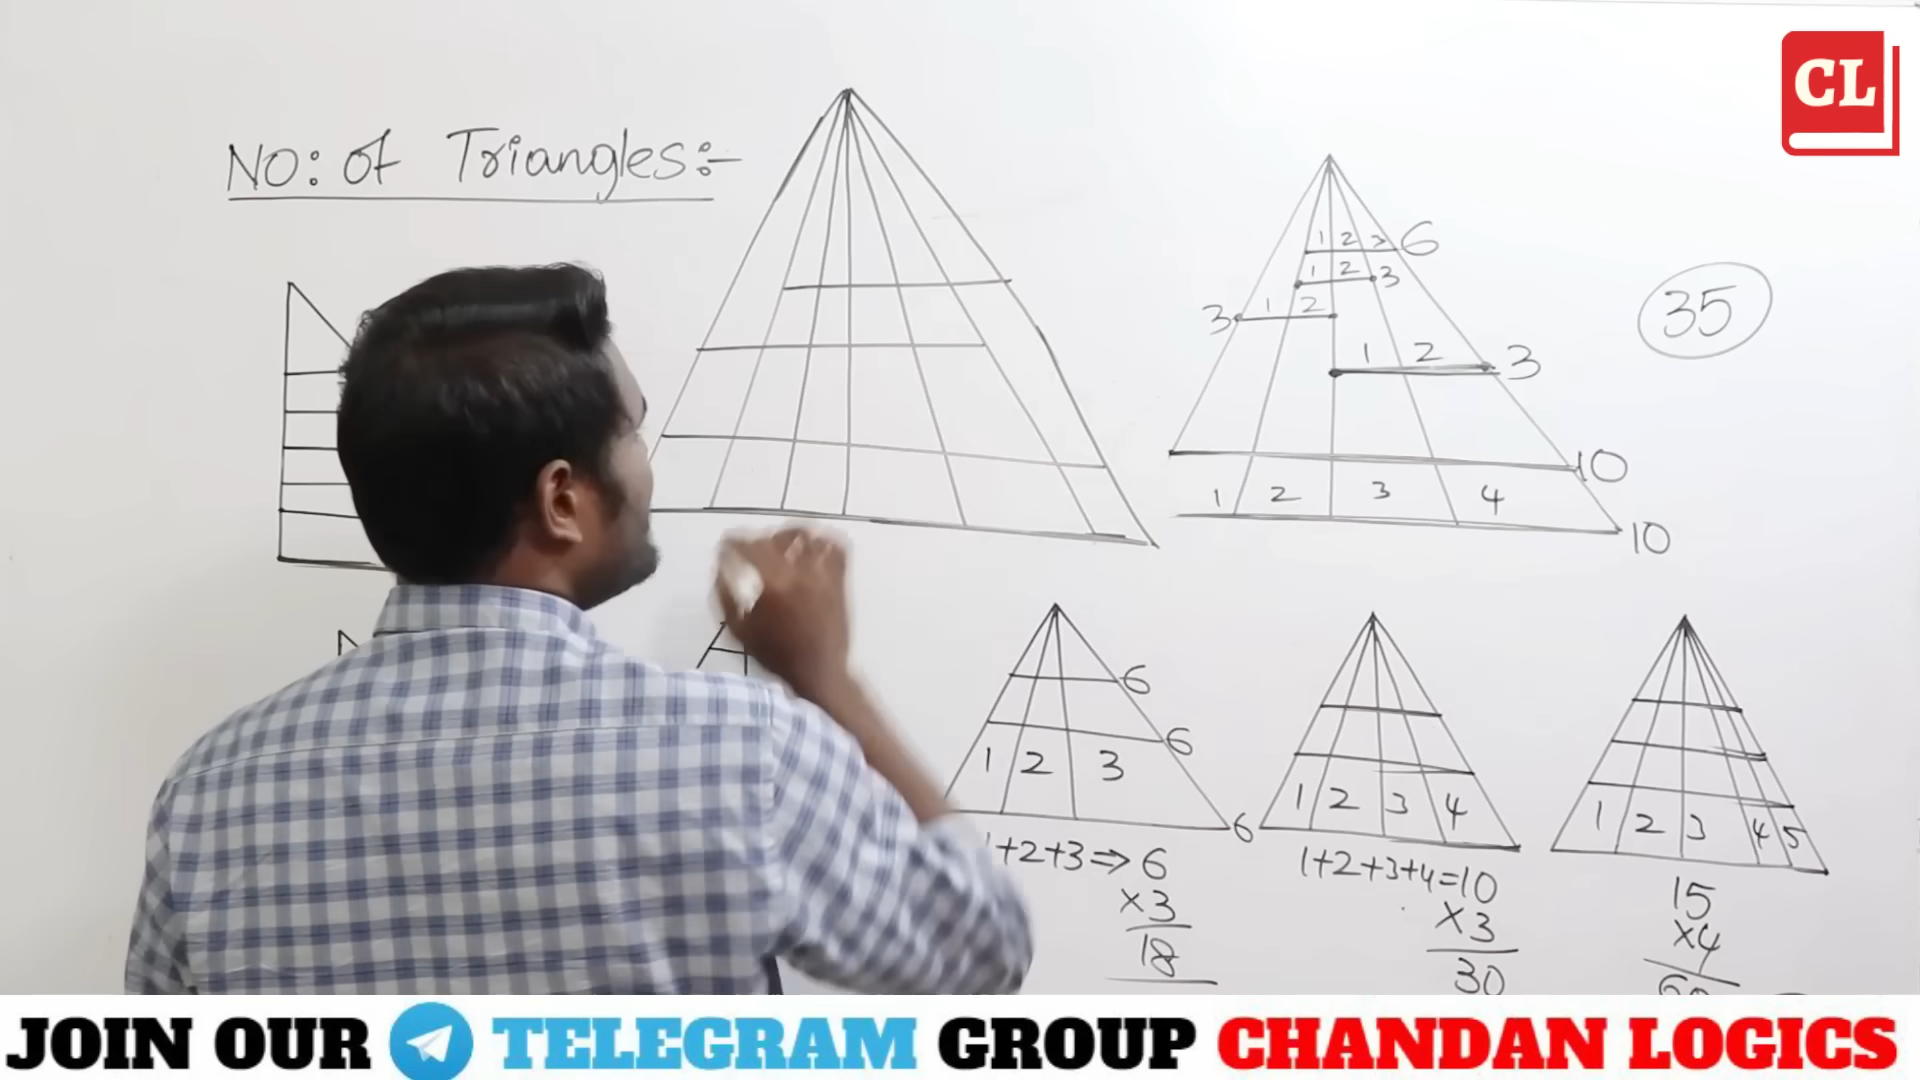 CL
NO: of Triangles:-
1 2 3 6
1 2 3
3 1 2
1 2 3
10
1 2 3 4
10
35
6
6
1 2 3
6
1+2+3=>6
×3
18
1 2 3 4
1+2+3+4=10
×3
30
1 2 3 4 5
15
×4
JOIN OUR TELEGRAM GROUP CHANDAN LOGICS